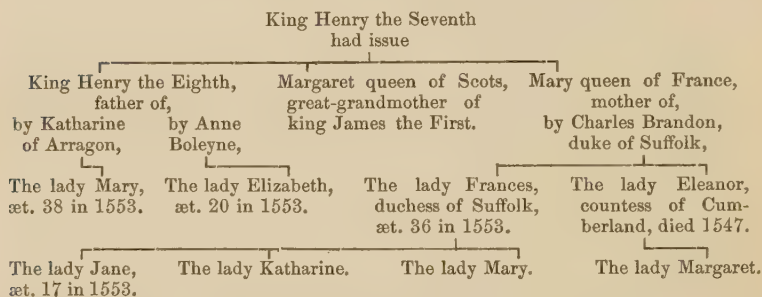 King Henry the Seventh
had issue
King Henry the Eighth,
father of,
by Katharine
of Arragon,
by Anne
Boleyne,
Margaret queen of Scots,
great-grandmother of
king James the First.
Mary queen of France,
mother of,
by Charles Brandon,
duke of Suffolk,
The lady Mary,
æt. 38 in 1553.
The lady Elizabeth,
æt. 20 in 1553.
The lady Frances,
duchess of Suffolk,
æt. 36 in 1553.
The lady Eleanor,
countess of Cum-
berland, died 1547.
The lady Jane,
æt. 17 in 1553.
The lady Katharine.
The lady Mary.
The lady Margaret.